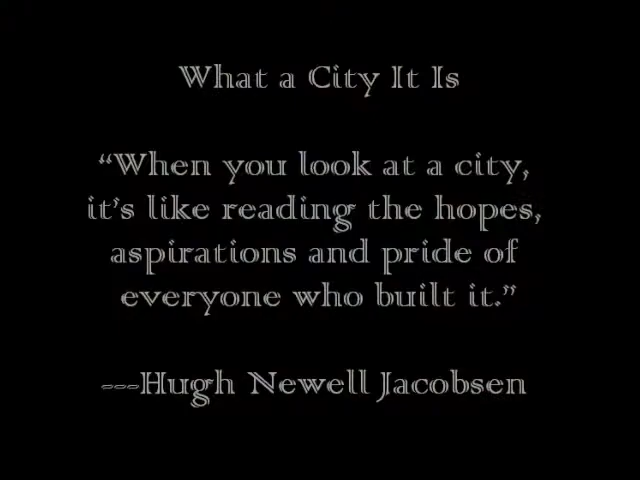 What a City It Is
“When you look at a city,
it’s like reading the hopes,
aspirations and pride of
everyone who built it.”
---Hugh Newell Jacobsen